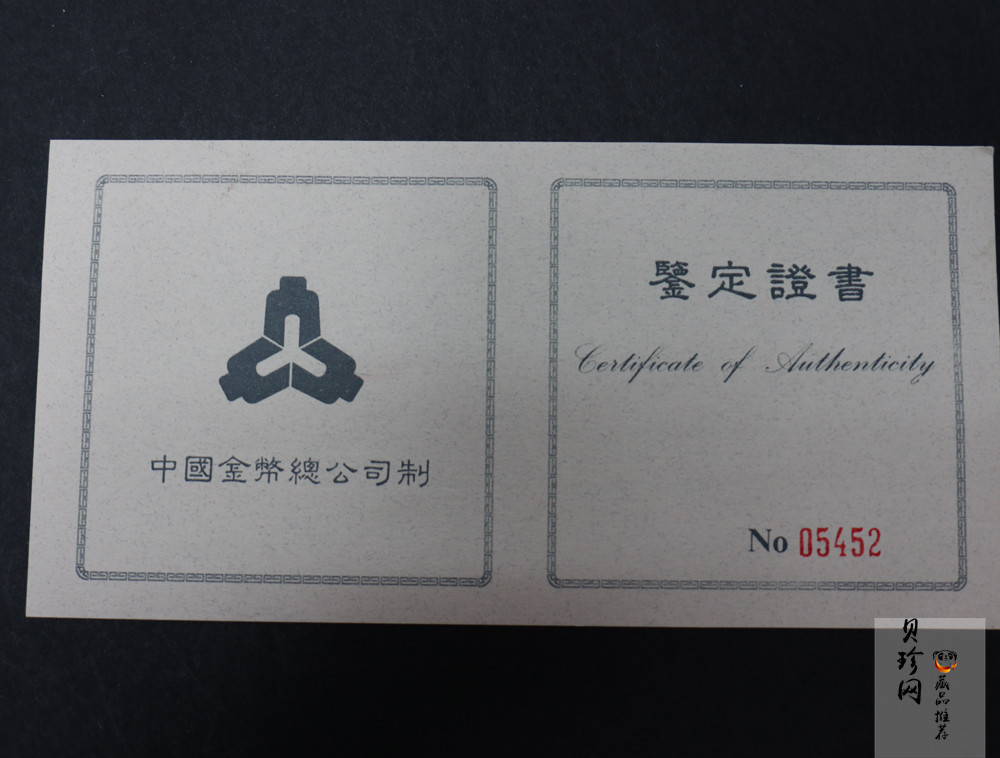 中國金幣總公司制
鑒定證書
Certificate of Authenticity
No 05452
贝珍网
藏品推荐